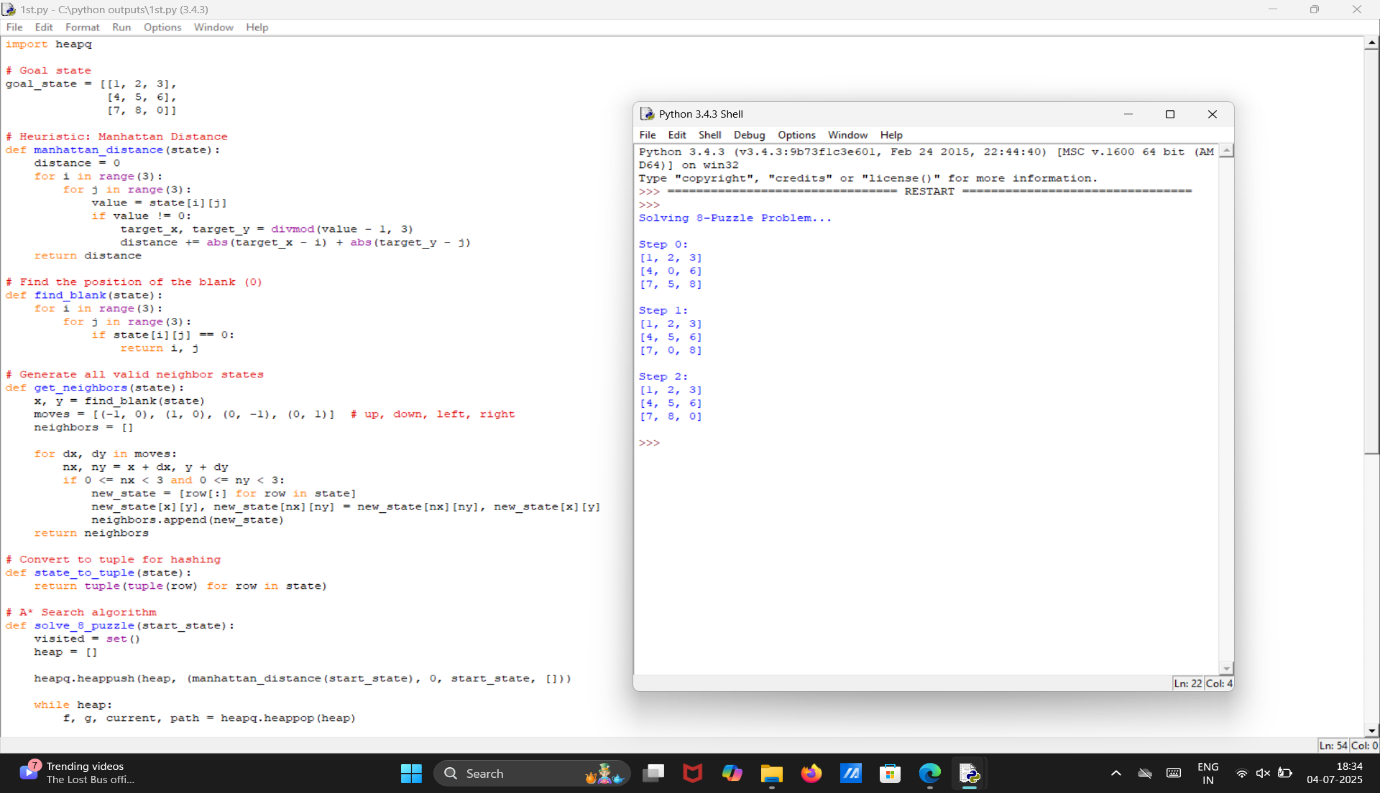 1st.py - C:\python outputs\1st.py (3.4.3)
File Edit Format Run Options Window Help
import heapq

# Goal state
goal_state = [[1, 2, 3],
              [4, 5, 6],
              [7, 8, 0]]

# Heuristic: Manhattan Distance
def manhattan_distance(state):
    distance = 0
    for i in range(3):
        for j in range(3):
            value = state[i][j]
            if value != 0:
                target_x, target_y = divmod(value - 1, 3)
                distance += abs(target_x - i) + abs(target_y - j)
    return distance

# Find the position of the blank (0)
def find_blank(state):
    for i in range(3):
        for j in range(3):
            if state[i][j] == 0:
                return i, j

# Generate all valid neighbor states
def get_neighbors(state):
    x, y = find_blank(state)
    moves = [(-1, 0), (1, 0), (0, -1), (0, 1)]  # up, down, left, right
    neighbors = []

    for dx, dy in moves:
        nx, ny = x + dx, y + dy
        if 0 <= nx < 3 and 0 <= ny < 3:
            new_state = [row[:] for row in state]
            new_state[x][y], new_state[nx][ny] = new_state[nx][ny], new_state[x][y]
            neighbors.append(new_state)
    return neighbors

# Convert to tuple for hashing
def state_to_tuple(state):
    return tuple(tuple(row) for row in state)

# A* Search algorithm
def solve_8_puzzle(start_state):
    visited = set()
    heap = []

    heapq.heappush(heap, (manhattan_distance(start_state), 0, start_state, []))

    while heap:
        f, g, current, path = heapq.heappop(heap)
Ln: 54 Col: 0
Python 3.4.3 Shell
File Edit Shell Debug Options Window Help
Python 3.4.3 (v3.4.3:9b73f1c3e601, Feb 24 2015, 22:44:40) [MSC v.1600 64 bit (AM
D64)] on win32
Type "copyright", "credits" or "license()" for more information.
>>> ================================ RESTART ================================
>>>
Solving 8-Puzzle Problem...

Step 0:
[1, 2, 3]
[4, 0, 6]
[7, 5, 8]

Step 1:
[1, 2, 3]
[4, 5, 6]
[7, 0, 8]

Step 2:
[1, 2, 3]
[4, 5, 6]
[7, 8, 0]

>>>
Ln: 22 Col: 4
7
Trending videos
The Lost Bus offi...
Search
ENG
IN
18:34
04-07-2025